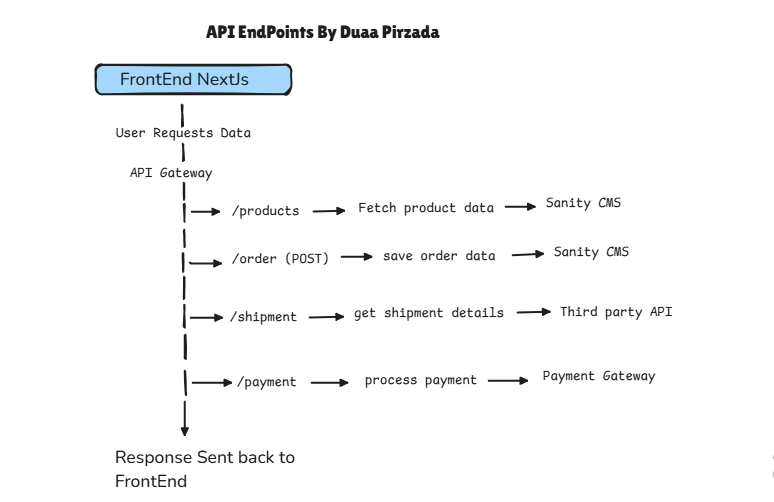 API EndPoints By Duaa Pirzada
FrontEnd NextJs
User Requests Data
API Gateway
/products Fetch product data Sanity CMS
/order (POST) save order data Sanity CMS
/shipment get shipment details Third party API
/payment process payment Payment Gateway
Response Sent back to
FrontEnd